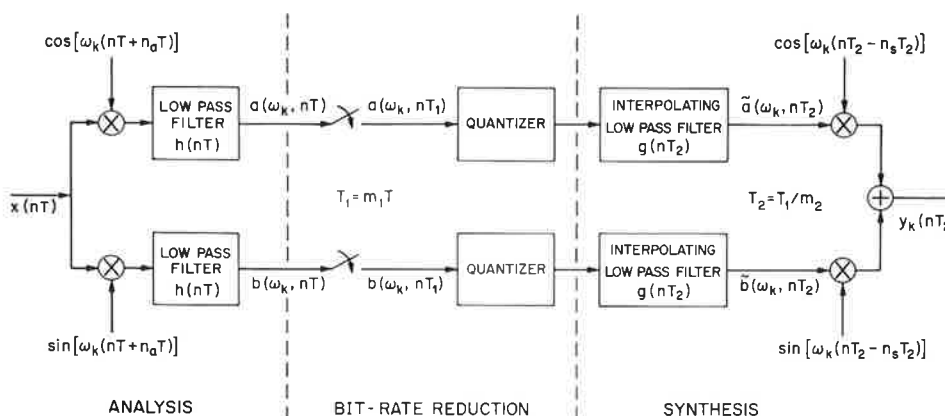 cos[ωₖ(nT+nₐT)]
cos[ωₖ(nT₂−nₛT₂)]
LOW PASS
FILTER
h(nT)
a(ωₖ, nT)
a(ωₖ, nT₁)
QUANTIZER
INTERPOLATING
LOW PASS FILTER
g(nT₂)
ã(ωₖ, nT₂)
x(nT)
T₁=m₁T
T₂=T₁/m₂
yₖ(nT₂
LOW PASS
FILTER
h(nT)
b(ωₖ, nT)
b(ωₖ, nT₁)
QUANTIZER
INTERPOLATING
LOW PASS FILTER
g(nT₂)
b̃(ωₖ, nT₂)
sin[ωₖ(nT+nₐT)]
sin[ωₖ(nT₂−nₛT₂)]
ANALYSIS
BIT-RATE REDUCTION
SYNTHESIS